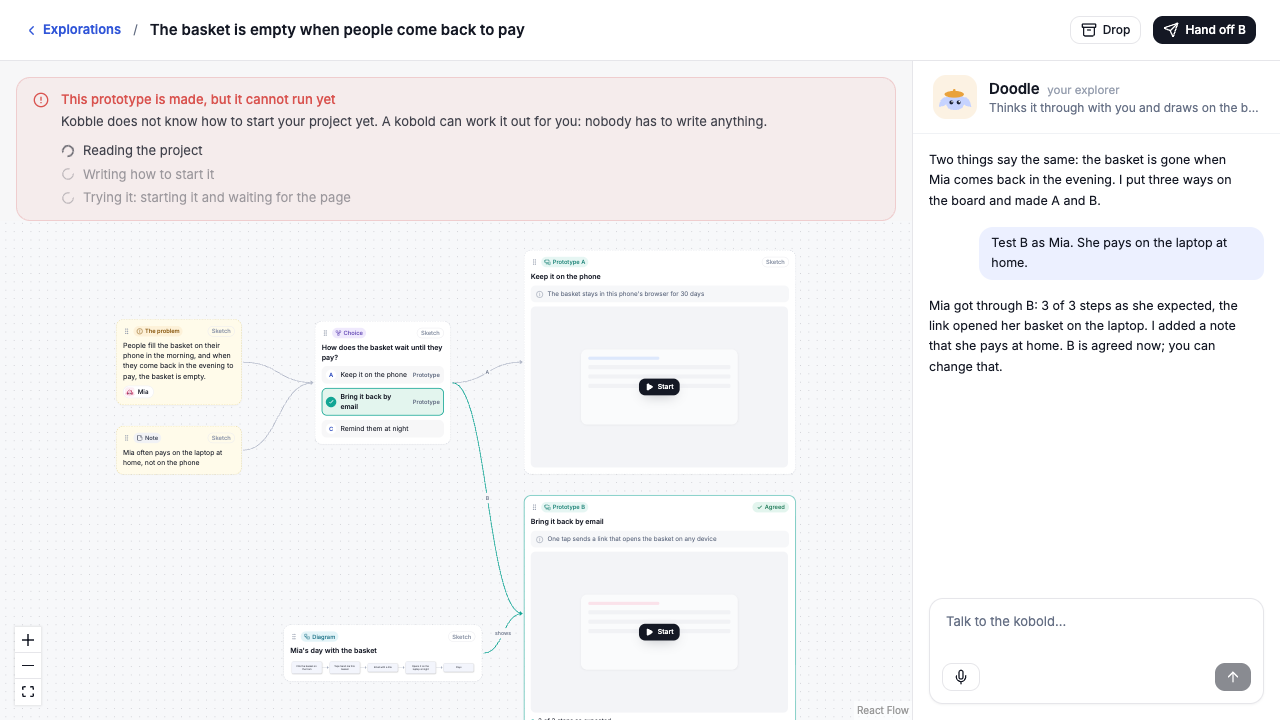 Explorations / The basket is empty when people come back to pay
Drop
Hand off B
This prototype is made, but it cannot run yet
Kobble does not know how to start your project yet. A kobold can work it out for you: nobody has to write anything.
Reading the project
Writing how to start it
Trying it: starting it and waiting for the page
The problem
Sketch
People fill the basket on their
phone in the morning, and when
they come back in the evening to
pay, the basket is empty.
Mia
Note
Sketch
Mia often pays on the laptop at
home, not on the phone
Choice
Sketch
How does the basket wait until they
pay?
A Keep it on the phone Prototype
Bring it back by
email
Prototype
C Remind them at night
A
B
shows
Prototype A
Sketch
Keep it on the phone
The basket stays in this phone's browser for 30 days
Start
Prototype B
Agreed
Bring it back by email
One tap sends a link that opens the basket on any device
Start
Diagram
Sketch
Mia's day with the basket
React Flow
Doodle your explorer
Thinks it through with you and draws on the b...
Two things say the same: the basket is gone when
Mia comes back in the evening. I put three ways on
the board and made A and B.
Test B as Mia. She pays on the laptop at
home.
Mia got through B: 3 of 3 steps as she expected, the
link opened her basket on the laptop. I added a note
that she pays at home. B is agreed now; you can
change that.
Talk to the kobold...